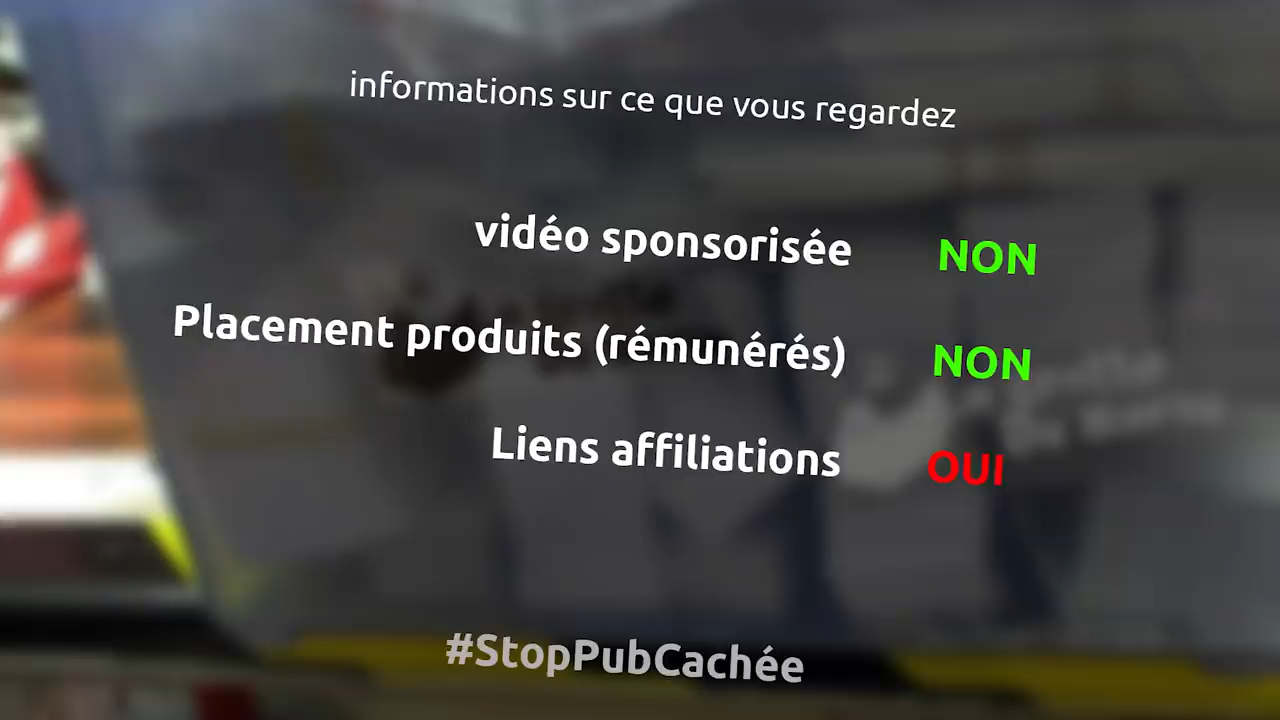 informations sur ce que vous regardez
vidéo sponsorisée NON
Placement produits (rémunérés) NON
Liens affiliations OUI
#StopPubCachée